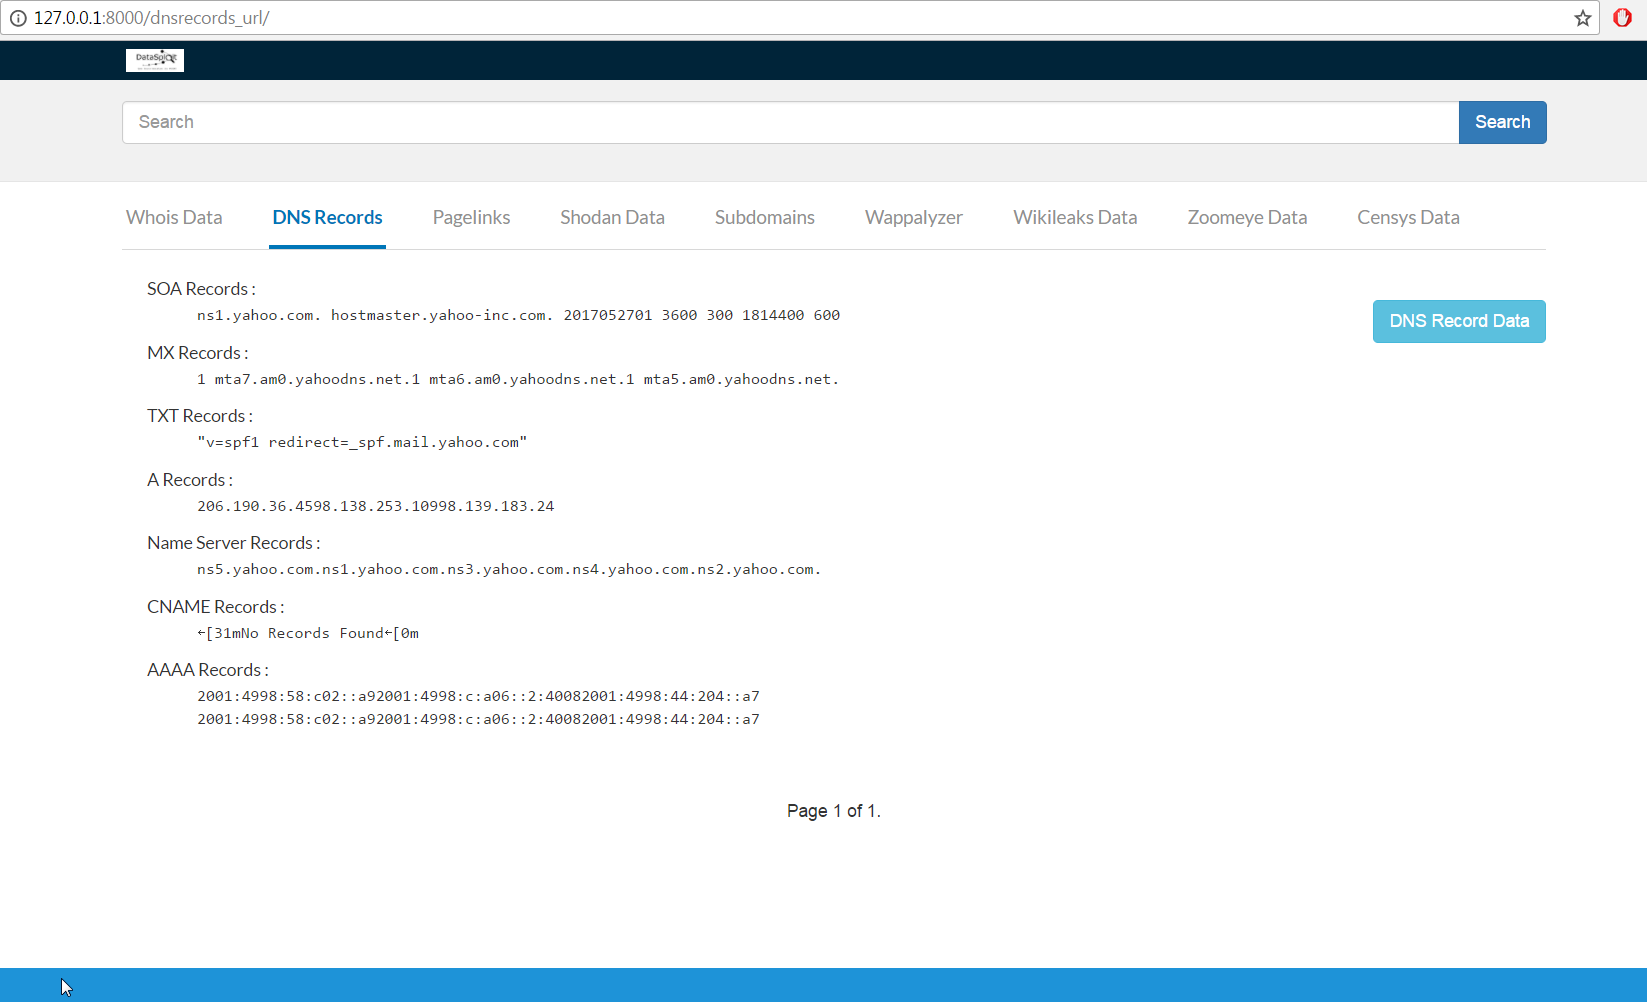 127.0.0.1:8000/dnsrecords_url/
Search
Search
Whois Data DNS Records Pagelinks Shodan Data Subdomains Wappalyzer Wikileaks Data Zoomeye Data Censys Data
SOA Records :
ns1.yahoo.com. hostmaster.yahoo-inc.com. 2017052701 3600 300 1814400 600
DNS Record Data
MX Records :
1 mta7.am0.yahoodns.net.1 mta6.am0.yahoodns.net.1 mta5.am0.yahoodns.net.
TXT Records :
"v=spf1 redirect=_spf.mail.yahoo.com"
A Records :
206.190.36.4598.138.253.10998.139.183.24
Name Server Records :
ns5.yahoo.com.ns1.yahoo.com.ns3.yahoo.com.ns4.yahoo.com.ns2.yahoo.com.
CNAME Records :
←[31mNo Records Found←[0m
AAAA Records :
2001:4998:58:c02::a92001:4998:c:a06::2:40082001:4998:44:204::a7
2001:4998:58:c02::a92001:4998:c:a06::2:40082001:4998:44:204::a7
Page 1 of 1.